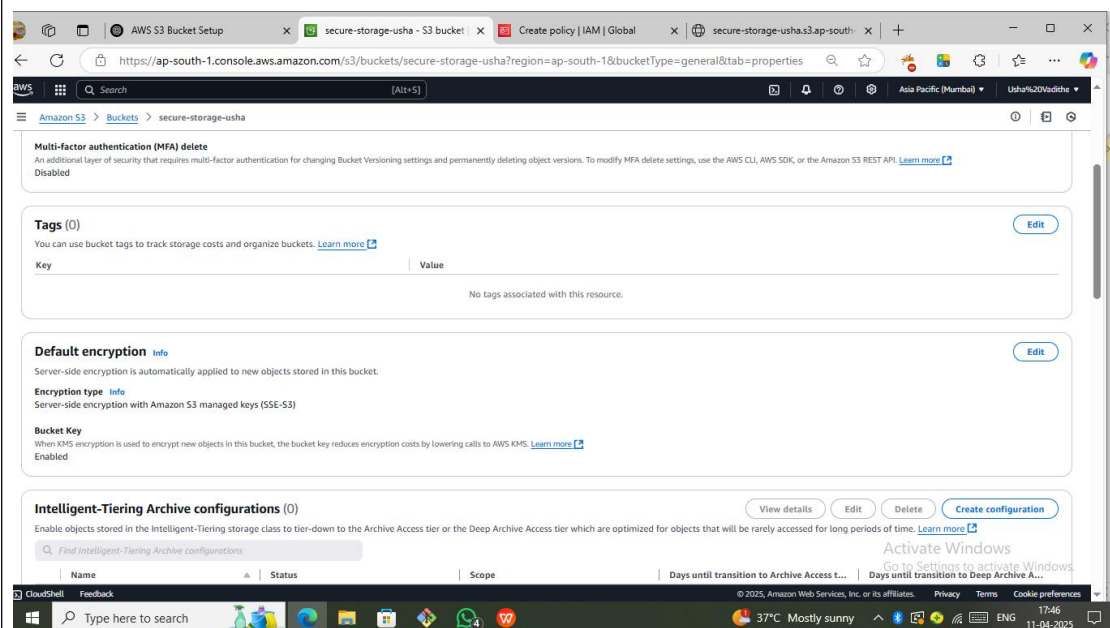 AWS S3 Bucket Setup
secure-storage-usha - S3 bucket
Create policy | IAM | Global
secure-storage-usha.s3.ap-south-
https://ap-south-1.console.aws.amazon.com/s3/buckets/secure-storage-usha?region=ap-south-1&bucketType=general&tab=properties
aws
Search [Alt+S] Asia Pacific (Mumbai) Usha%20Vadithe
Amazon S3 > Buckets > secure-storage-usha
Multi-factor authentication (MFA) delete
An additional layer of security that requires multi-factor authentication for changing Bucket Versioning settings and permanently deleting object versions. To modify MFA delete settings, use the AWS CLI, AWS SDK, or the Amazon S3 REST API. Learn more
Disabled
Tags (0) Edit
You can use bucket tags to track storage costs and organize buckets. Learn more
Key Value
No tags associated with this resource.
Default encryption Info Edit
Server-side encryption is automatically applied to new objects stored in this bucket.
Encryption type Info
Server-side encryption with Amazon S3 managed keys (SSE-S3)
Bucket Key
When KMS encryption is used to encrypt new objects in this bucket, the bucket key reduces encryption costs by lowering calls to AWS KMS. Learn more
Enabled
Intelligent-Tiering Archive configurations (0) View details Edit Delete Create configuration
Enable objects stored in the Intelligent-Tiering storage class to tier-down to the Archive Access tier or the Deep Archive Access tier which are optimized for objects that will be rarely accessed for long periods of time. Learn more
Find Intelligent-Tiering Archive configurations
Activate Windows
Go to Settings to activate Windows.
Name Status Scope Days until transition to Archive Access t... Days until transition to Deep Archive A...
CloudShell Feedback © 2025, Amazon Web Services, Inc. or its affiliates. Privacy Terms Cookie preferences
Type here to search 4 37°C Mostly sunny ENG 17:46
11-04-2025